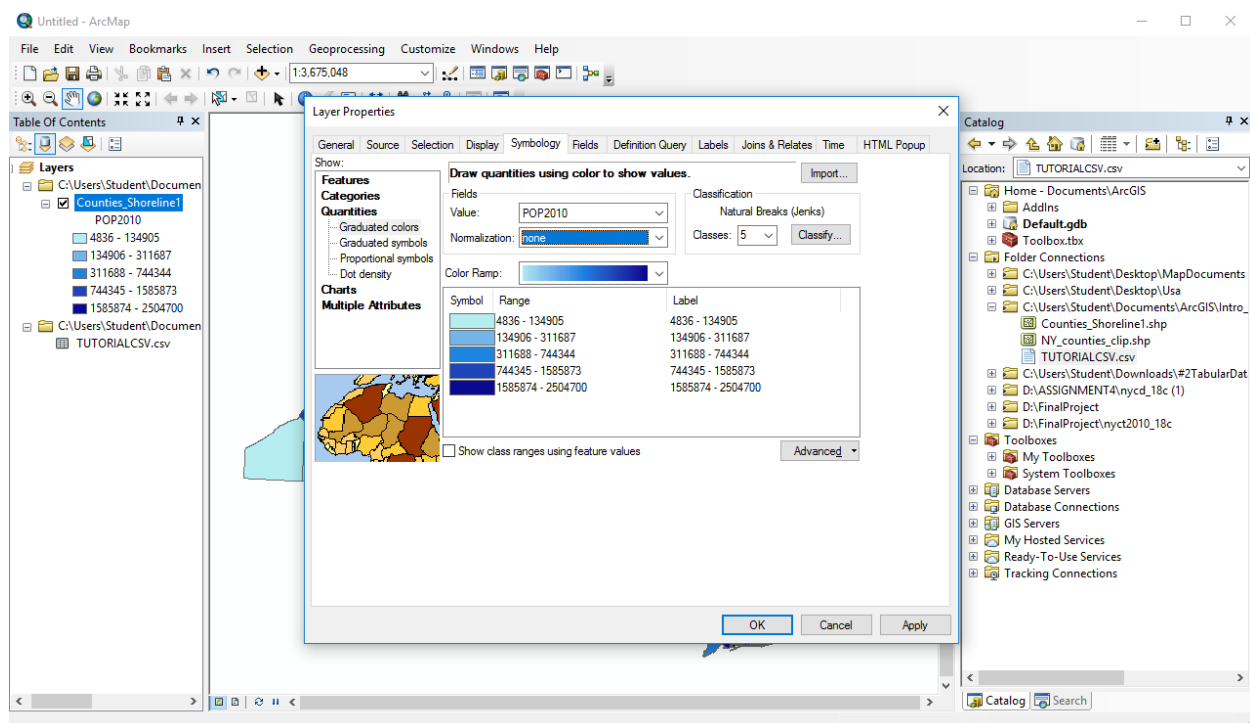 Untitled - ArcMap
File Edit View Bookmarks Insert Selection Geoprocessing Customize Windows Help
1:3,675,048
Table Of Contents
Layers
C:\Users\Student\Documen
Counties_Shoreline1
POP2010
4836 - 134905
134906 - 311687
311688 - 744344
744345 - 1585873
1585874 - 2504700
C:\Users\Student\Documen
TUTORIALCSV.csv
Layer Properties
General Source Selection Display Symbology Fields Definition Query Labels Joins & Relates Time HTML Popup
Show:
Features
Categories
Quantities
Graduated colors
Graduated symbols
Proportional symbols
Dot density
Charts
Multiple Attributes
Draw quantities using color to show values.
Import...
Fields
Value: POP2010
Normalization: none
Classification
Natural Breaks (Jenks)
Classes: 5 Classify...
Color Ramp:
Symbol Range Label
4836 - 134905 4836 - 134905
134906 - 311687 134906 - 311687
311688 - 744344 311688 - 744344
744345 - 1585873 744345 - 1585873
1585874 - 2504700 1585874 - 2504700
Show class ranges using feature values
Advanced
OK Cancel Apply
Catalog
Location: TUTORIALCSV.csv
Home - Documents\ArcGIS
AddIns
Default.gdb
Toolbox.tbx
Folder Connections
C:\Users\Student\Desktop\MapDocuments
C:\Users\Student\Desktop\Usa
C:\Users\Student\Documents\ArcGIS\Intro_
Counties_Shoreline1.shp
NY_counties_clip.shp
TUTORIALCSV.csv
C:\Users\Student\Downloads\#2TabularDat
D:\ASSIGNMENT4\nycd_18c (1)
D:\FinalProject
D:\FinalProject\nyct2010_18c
Toolboxes
My Toolboxes
System Toolboxes
Database Servers
Database Connections
GIS Servers
My Hosted Services
Ready-To-Use Services
Tracking Connections
Catalog Search